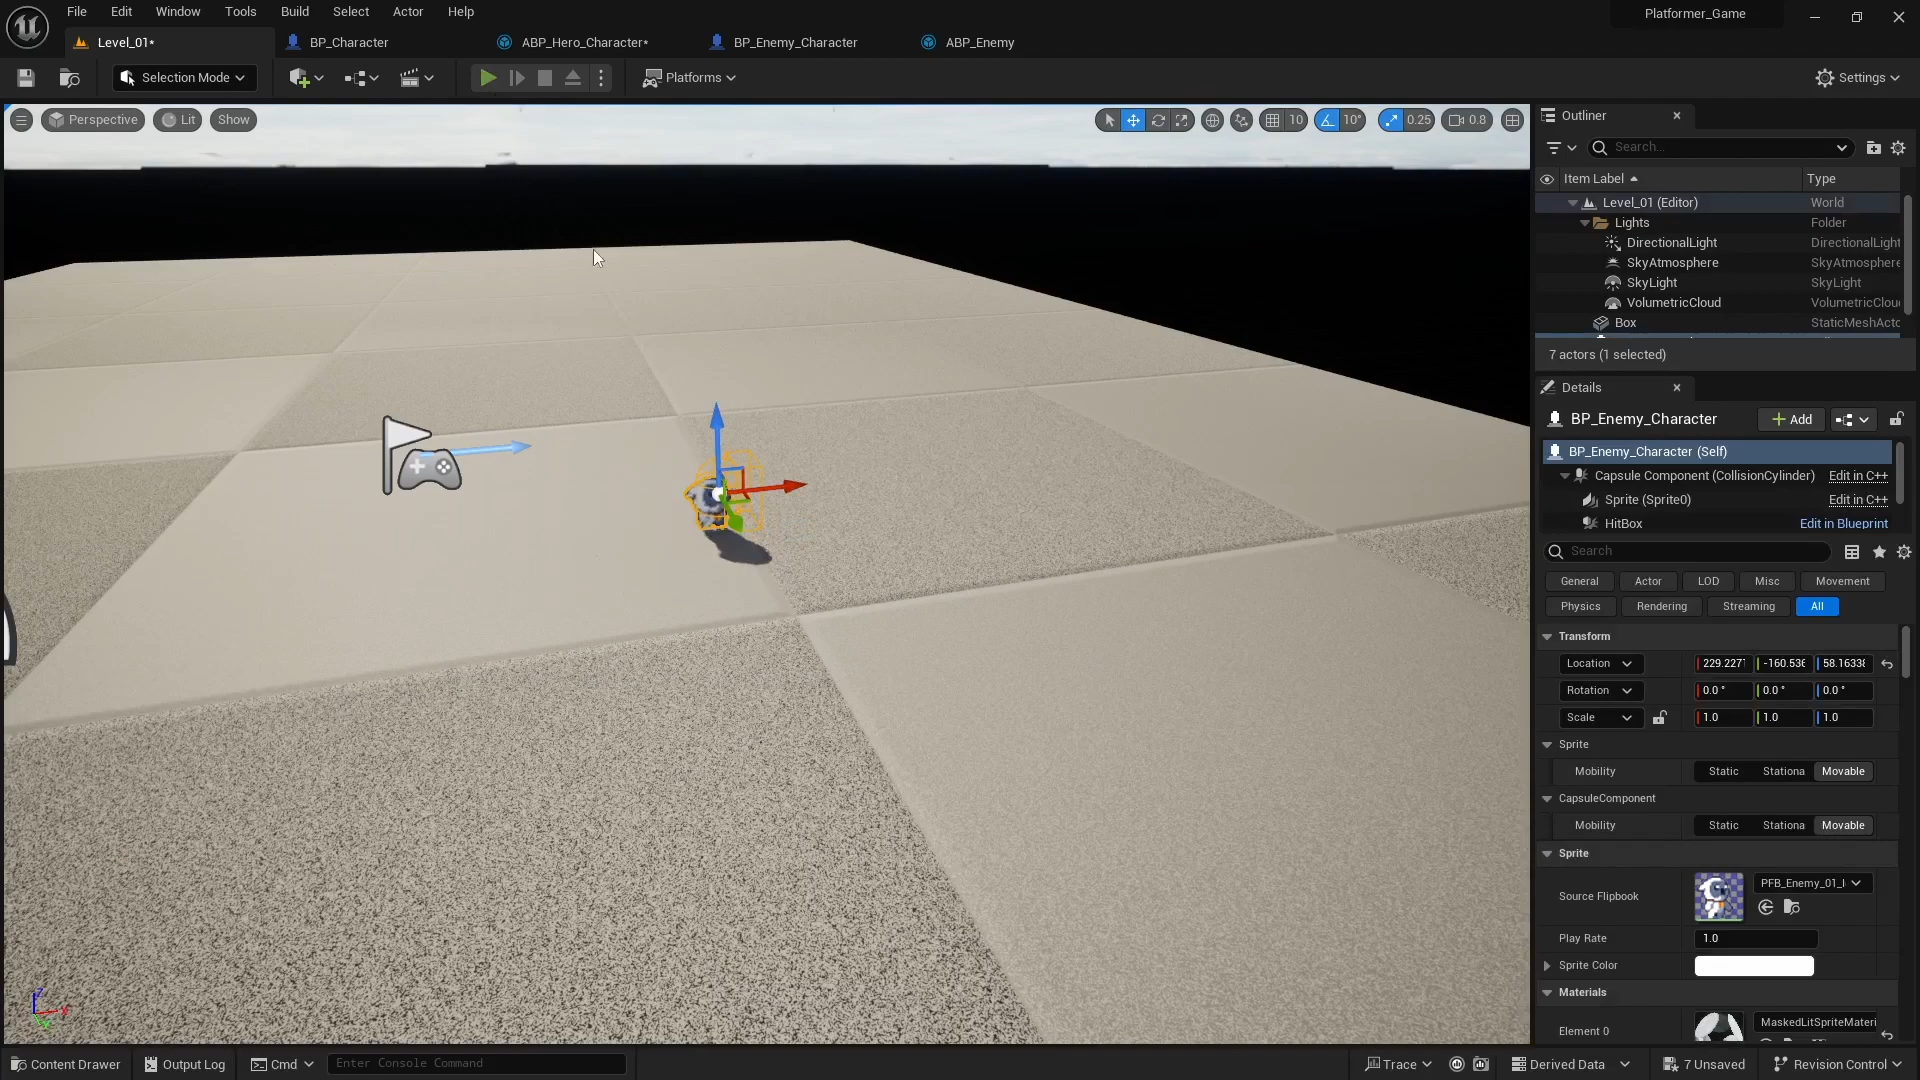 File Edit Window Tools Build Select Actor Help
Platformer_Game
Level_01* BP_Character ABP_Hero_Character* BP_Enemy_Character ABP_Enemy
Selection Mode Platforms Settings
Perspective Lit Show 10 10° 0.25 0.8
Outliner
Search...
Item Label Type
Level_01 (Editor) World
Lights Folder
DirectionalLight DirectionalLight
SkyAtmosphere SkyAtmosphere
SkyLight SkyLight
VolumetricCloud VolumetricClou
Box StaticMeshActo
7 actors (1 selected)
Details
BP_Enemy_Character Add
BP_Enemy_Character (Self)
Capsule Component (CollisionCylinder) Edit in C++
Sprite (Sprite0) Edit in C++
HitBox Edit in Blueprint
Search
General Actor LOD Misc Movement
Physics Rendering Streaming All
Transform
Location 229.2271 -160.536 58.16338
Rotation 0.0 ° 0.0 ° 0.0 °
Scale 1.0 1.0 1.0
Sprite
Mobility Static Stationa Movable
CapsuleComponent
Mobility Static Stationa Movable
Sprite
Source Flipbook PFB_Enemy_01_I
Play Rate 1.0
Sprite Color
Materials
Element 0 MaskedLitSpriteMateri
Z X Y
Content Drawer Output Log Cmd Enter Console Command Trace Derived Data 7 Unsaved Revision Control